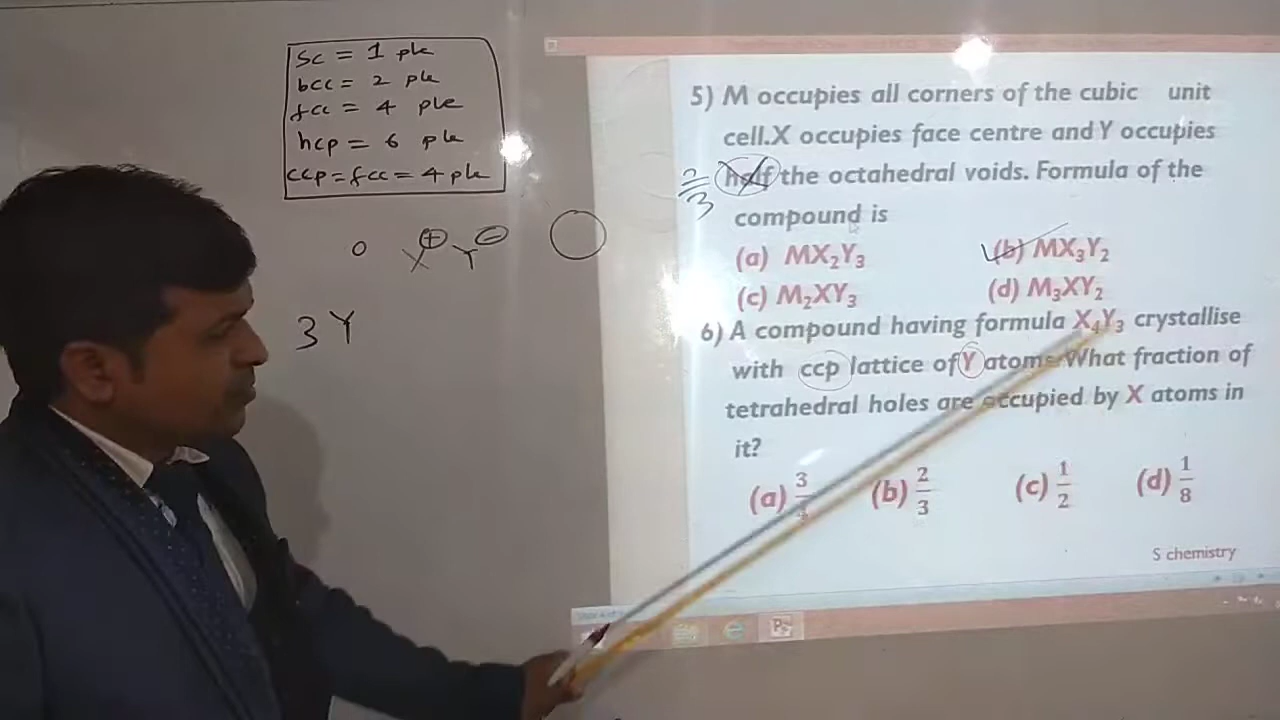 sc = 1 ple
bcc = 2 ple
fcc = 4 ple
hcp = 6 ple
ccp = fcc = 4 ple
0 X⊕ Y⊖
3 Y
5) M occupies all corners of the cubic unit
cell.X occupies face centre and Y occupies
2/3 half the octahedral voids. Formula of the
compound is
(a) MX₂Y₃ (b) MX₃Y₂
(c) M₂XY₃ (d) M₃XY₂
6) A compound having formula X₄Y₃ crystallise
with ccp lattice of Y atoms. What fraction of
tetrahedral holes are occupied by X atoms in
it?
(a) 3/4 (b) 2/3 (c) 1/2 (d) 1/8
S chemistry